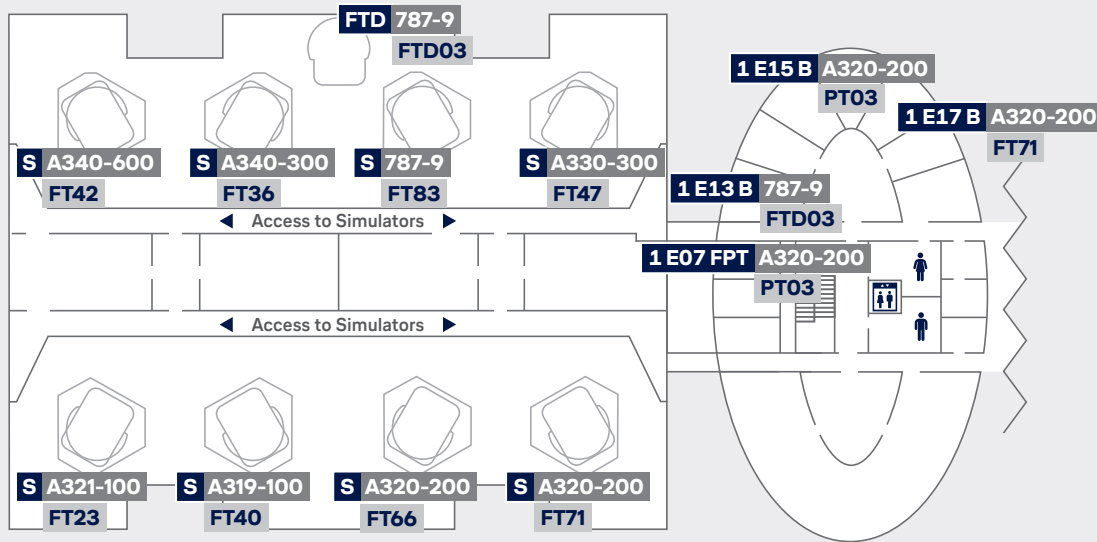 FTD 787-9
FTD03
1 E15 B A320-200
PT03
1 E17 B A320-200
FT71
S A340-600
FT42
S A340-300
FT36
S 787-9
FT83
S A330-300
FT47
1 E13 B 787-9
FTD03
Access to Simulators
1 E07 FPT A320-200
PT03
Access to Simulators
S A321-100
FT23
S A319-100
FT40
S A320-200
FT66
S A320-200
FT71